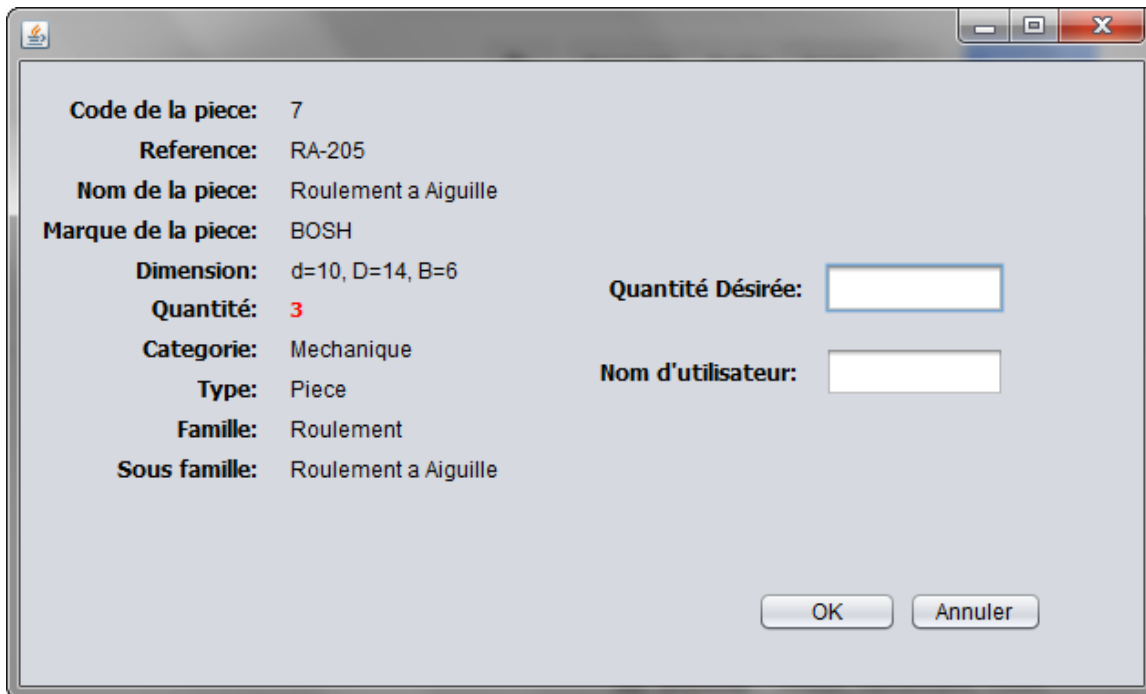 Code de la piece: 7
Reference: RA-205
Nom de la piece: Roulement a Aiguille
Marque de la piece: BOSH
Dimension: d=10, D=14, B=6
Quantité: 3
Categorie: Mechanique
Type: Piece
Famille: Roulement
Sous famille: Roulement a Aiguille
Quantité Désirée:
Nom d'utilisateur:
OK Annuler